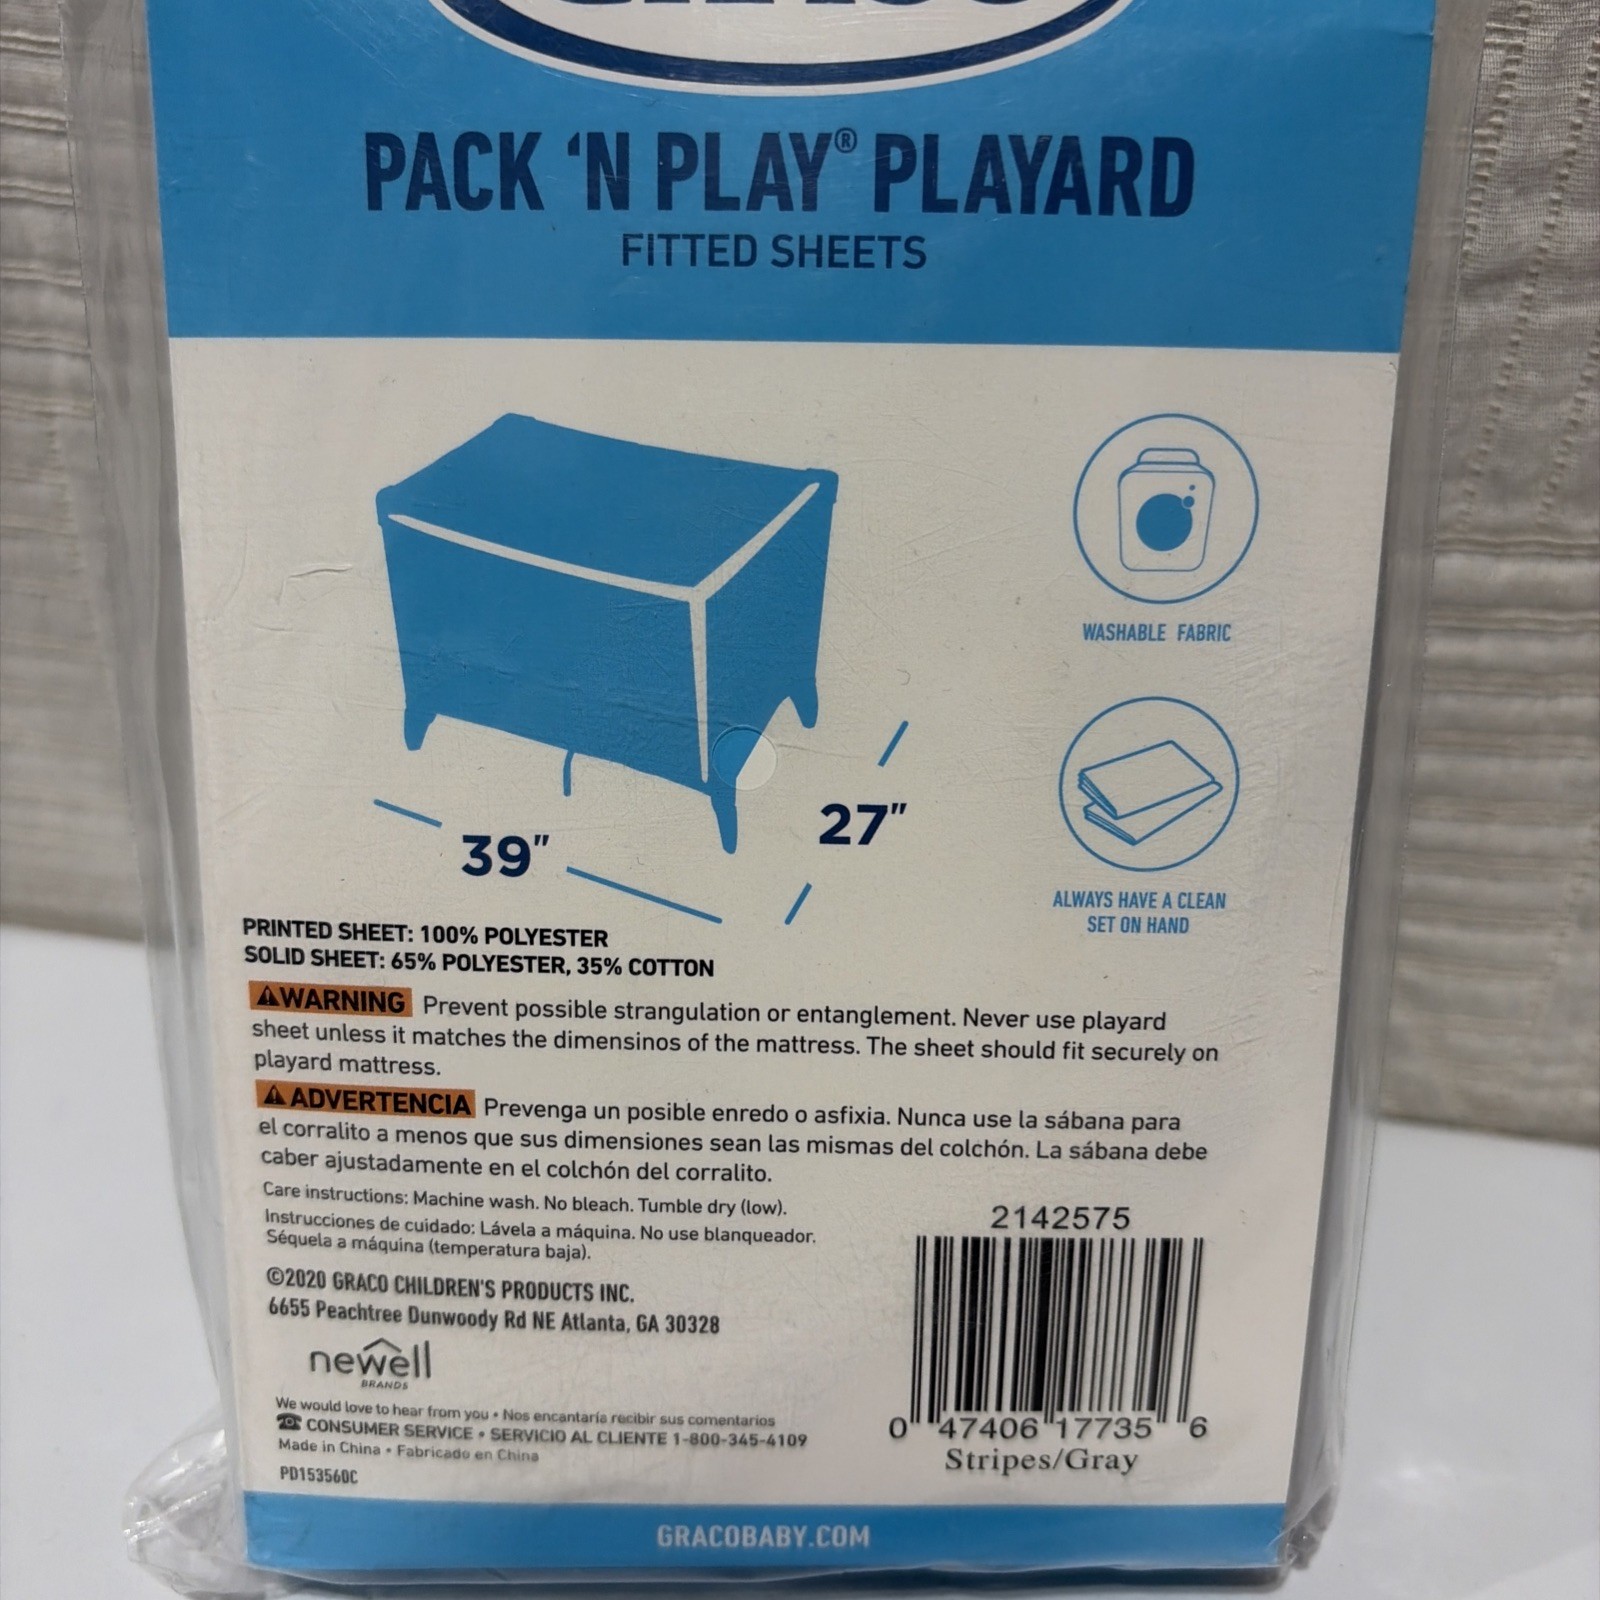 PACK 'N PLAY® PLAYARD
FITTED SHEETS
WASHABLE FABRIC
39"
27"
ALWAYS HAVE A CLEAN
SET ON HAND
PRINTED SHEET: 100% POLYESTER
SOLID SHEET: 65% POLYESTER, 35% COTTON
⚠WARNING Prevent possible strangulation or entanglement. Never use playard
sheet unless it matches the dimensinos of the mattress. The sheet should fit securely on
playard mattress.
⚠ADVERTENCIA Prevenga un posible enredo o asfixia. Nunca use la sábana para
el corralito a menos que sus dimensiones sean las mismas del colchón. La sábana debe
caber ajustadamente en el colchón del corralito.
Care instructions: Machine wash. No bleach. Tumble dry (low).
Instrucciones de cuidado: Lávela a máquina. No use blanqueador.
Séquela a máquina (temperatura baja).
©2020 GRACO CHILDREN'S PRODUCTS INC.
6655 Peachtree Dunwoody Rd NE Atlanta, GA 30328
newell
BRANDS
We would love to hear from you • Nos encantaría recibir sus comentarios
☎ CONSUMER SERVICE • SERVICIO AL CLIENTE 1-800-345-4109
Made in China • Fabricado en China
PD153560C
2142575
0 47406 17735 6
Stripes/Gray
GRACOBABY.COM